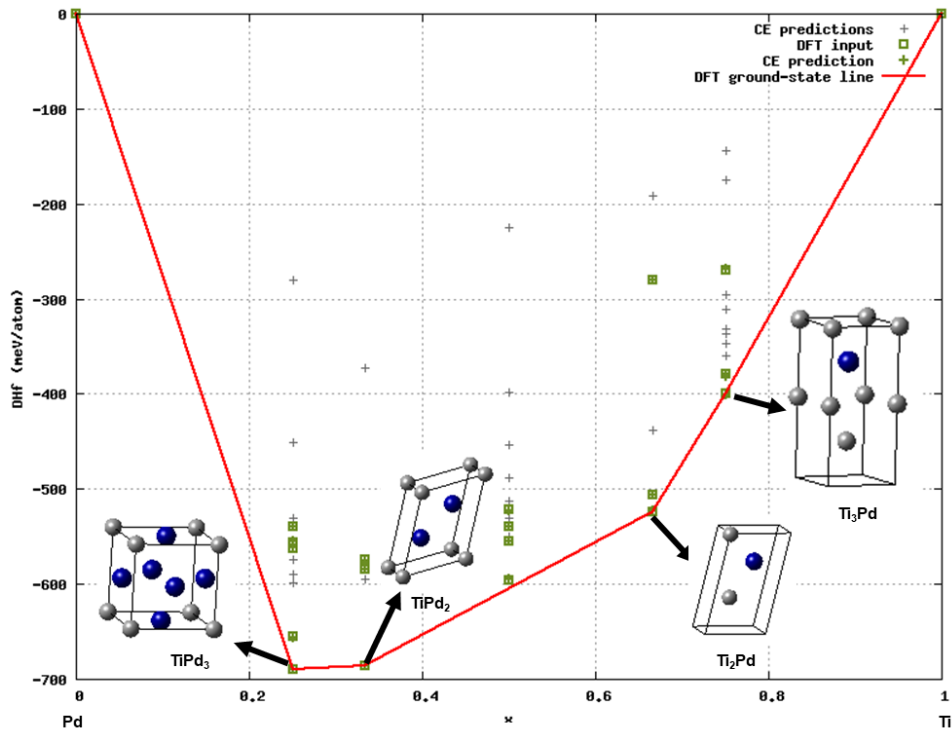 0
-100
-200
-300
-400
-500
-600
-700
DHf (meV/atom)
CE predictions
DFT input
CE prediction
DFT ground-state line
TiPd₃
TiPd₂
Ti₂Pd
Ti₃Pd
0 0.2 0.4 0.6 0.8 1
Pd x Ti